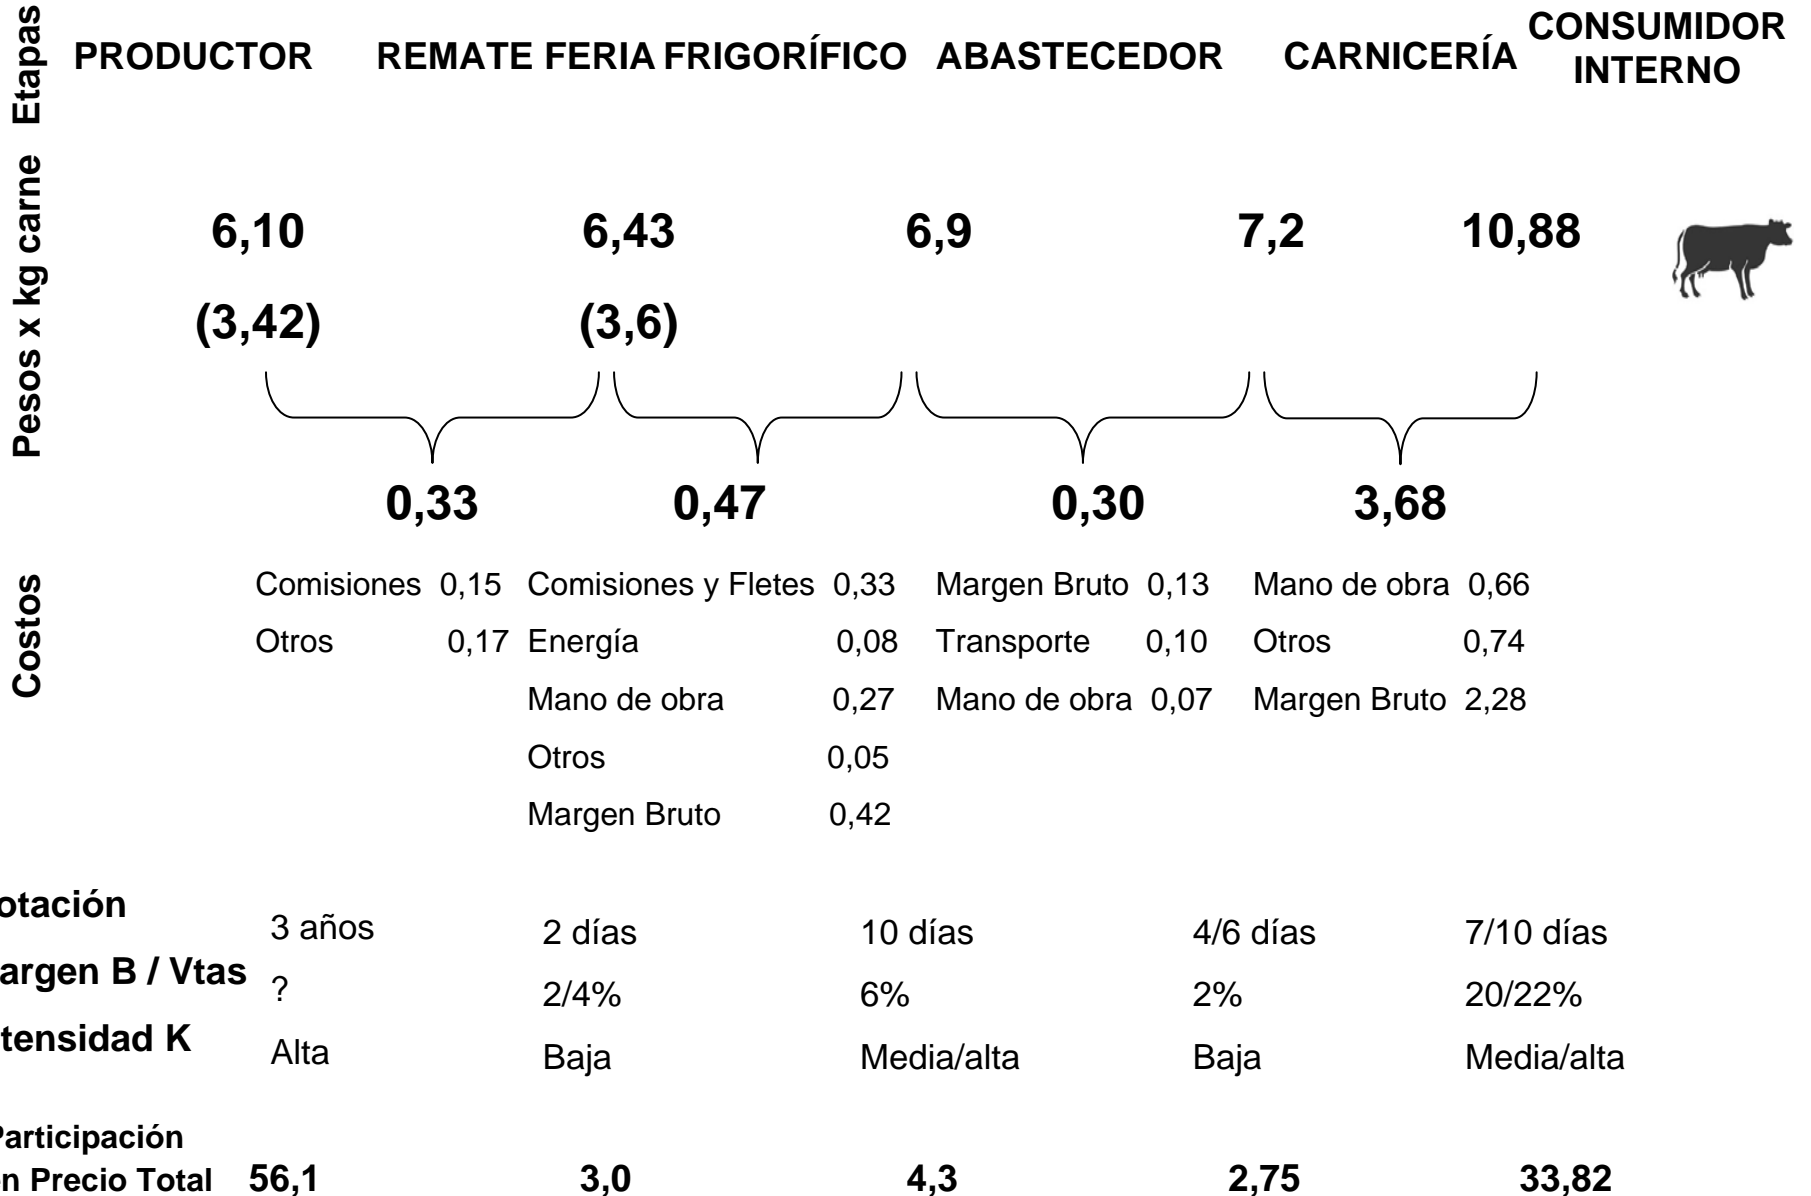 Etapas
PRODUCTOR REMATE FERIA FRIGORÍFICO ABASTECEDOR CARNICERÍA CONSUMIDOR
INTERNO
Pesos x kg carne
6,10 6,43 6,9 7,2 10,88
(3,42) (3,6)
0,33 0,47 0,30 3,68
Costos
Comisiones 0,15 Comisiones y Fletes 0,33 Margen Bruto 0,13 Mano de obra 0,66
Otros 0,17 Energía 0,08 Transporte 0,10 Otros 0,74
Mano de obra 0,27 Mano de obra 0,07 Margen Bruto 2,28
Otros 0,05
Margen Bruto 0,42
otación 3 años 2 días 10 días 4/6 días 7/10 días
argen B / Vtas ? 2/4% 6% 2% 20/22%
tensidad K Alta Baja Media/alta Baja Media/alta
Participación
n Precio Total 56,1 3,0 4,3 2,75 33,82